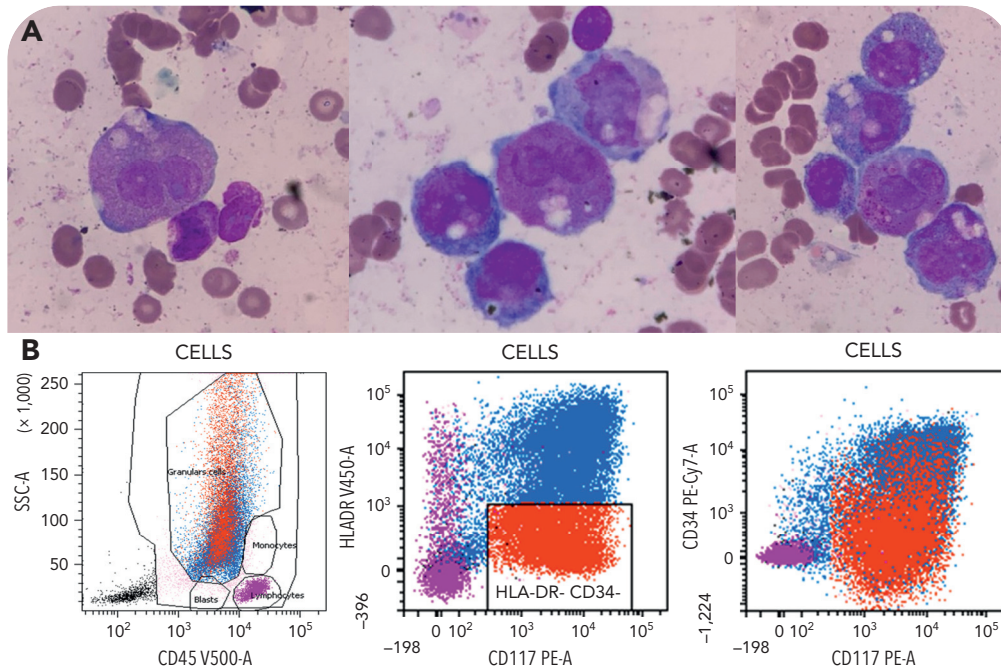 A
B
CELLS
CELLS
CELLS
(× 1,000)
SSC-A
250
200
150
100
50
Granulars cells
Monocytes
Blasts
Lymphocytes
10² 10³ 10⁴ 10⁵
CD45 V500-A
HLADR V450-A
10⁵
10⁴
10³
0
−396
HLA-DR- CD34-
−198
0 10² 10³ 10⁴ 10⁵
CD117 PE-A
CD34 PE-Cy7-A
10⁵
10⁴
10³
10²
0
−1,224
−198
0 10² 10³ 10⁴ 10⁵
CD117 PE-A